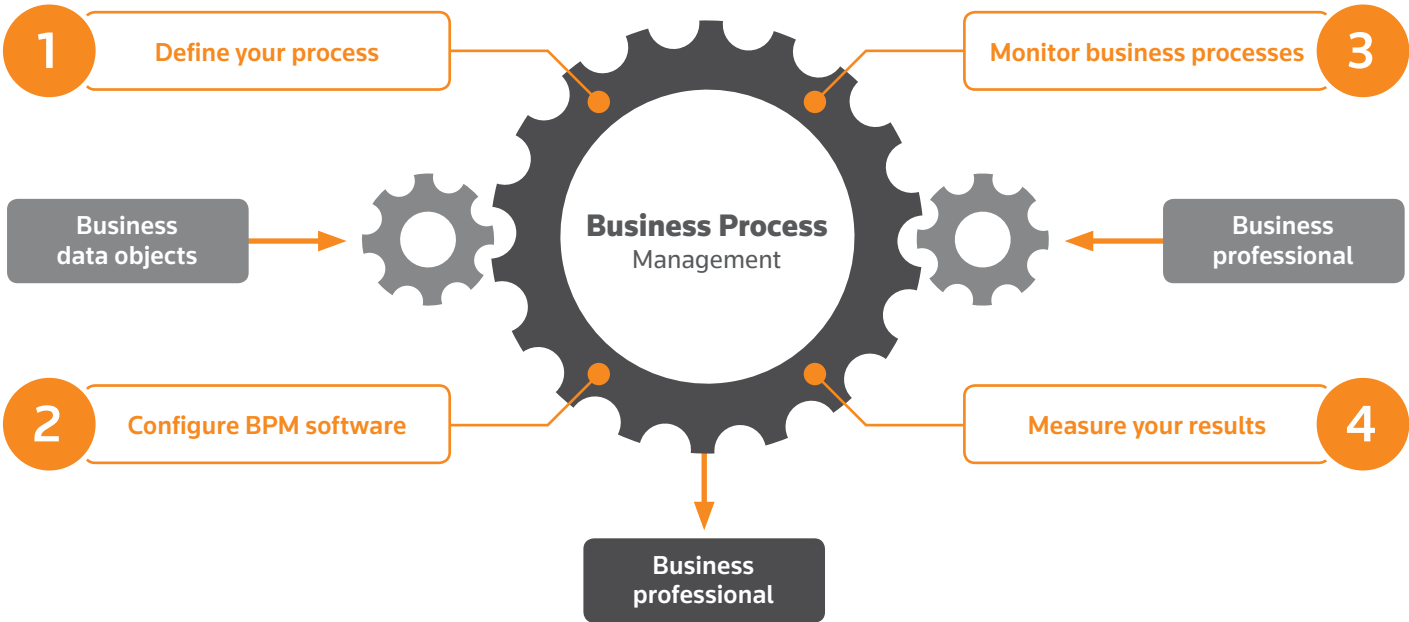 1
Define your process
Monitor business processes
3
Business
data objects
Business Process
Management
Business
professional
2
Configure BPM software
Measure your results
4
Business
professional